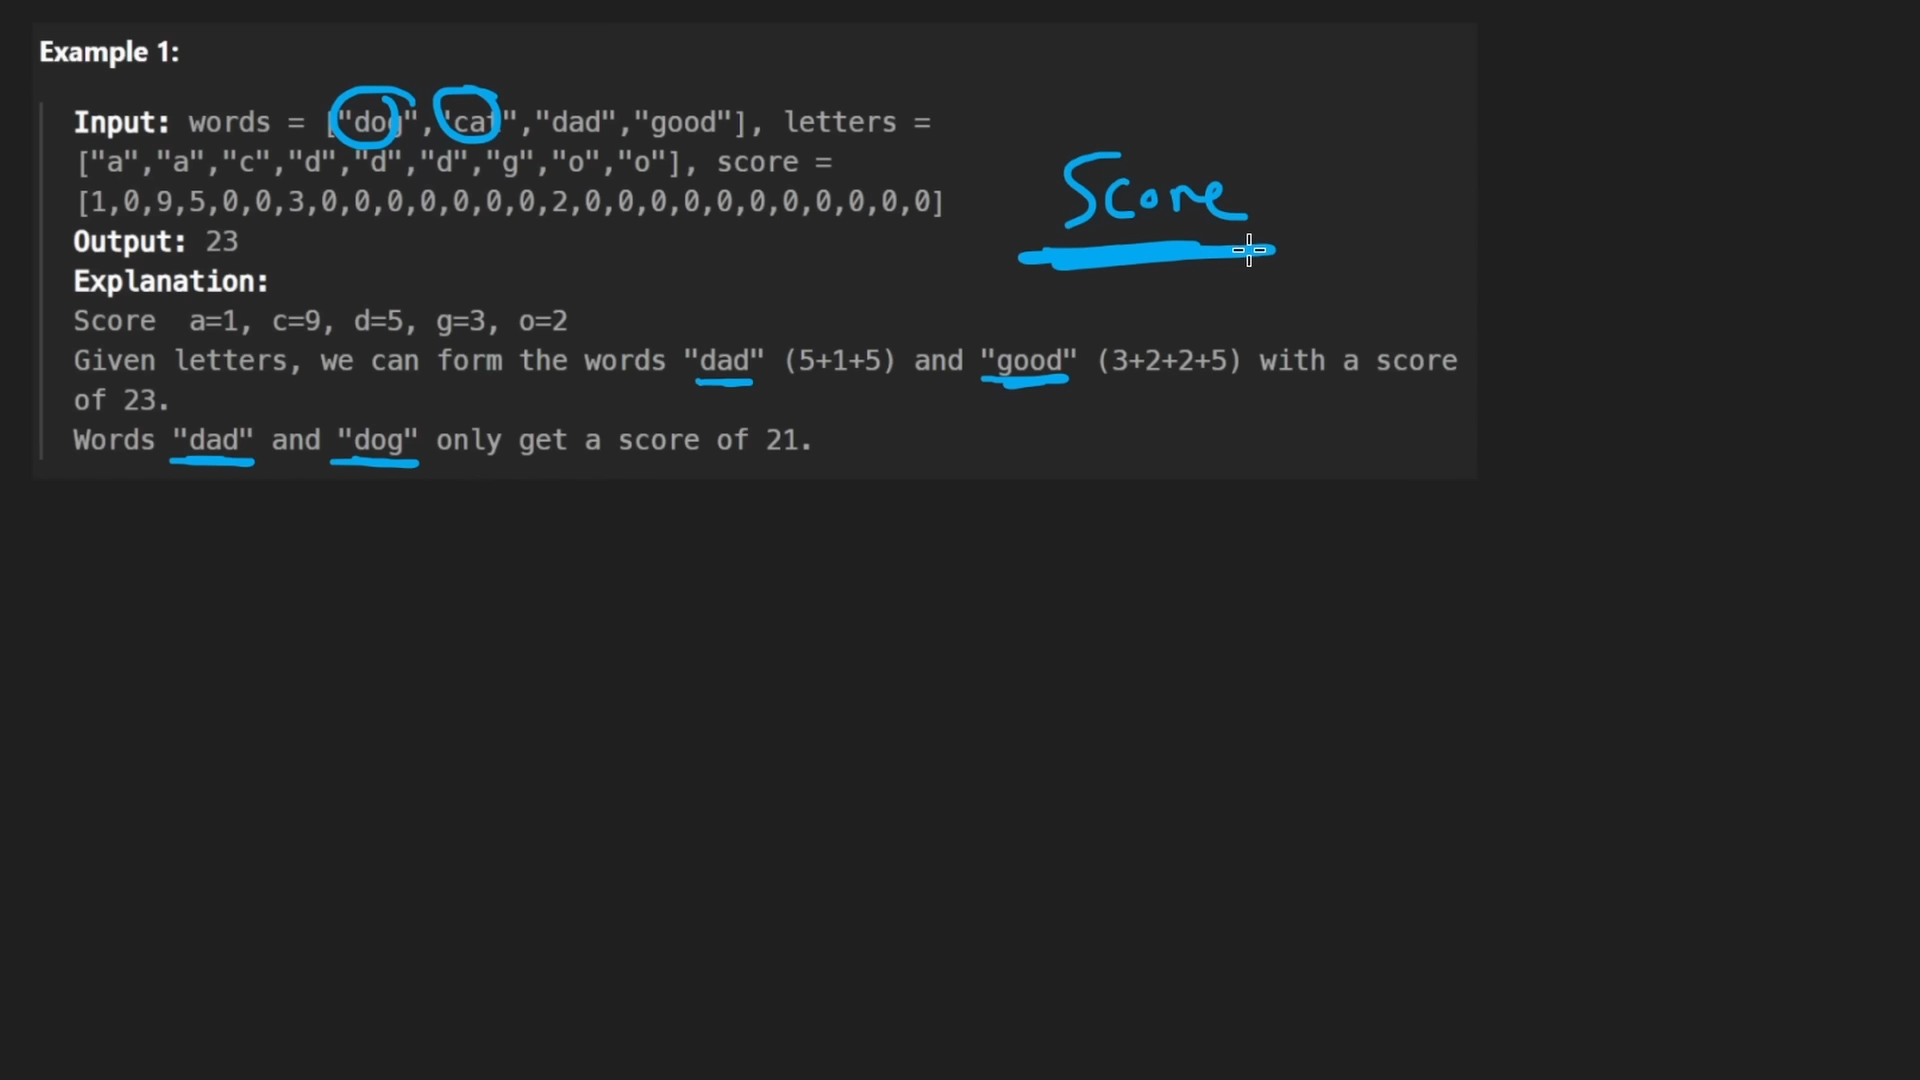 Example 1:
Input: words = ["dog","cat","dad","good"], letters =
["a","a","c","d","d","d","g","o","o"], score =
[1,0,9,5,0,0,3,0,0,0,0,0,0,0,2,0,0,0,0,0,0,0,0,0,0,0]
Score
Output: 23
Explanation:
Score  a=1, c=9, d=5, g=3, o=2
Given letters, we can form the words "dad" (5+1+5) and "good" (3+2+2+5) with a score
of 23.
Words "dad" and "dog" only get a score of 21.